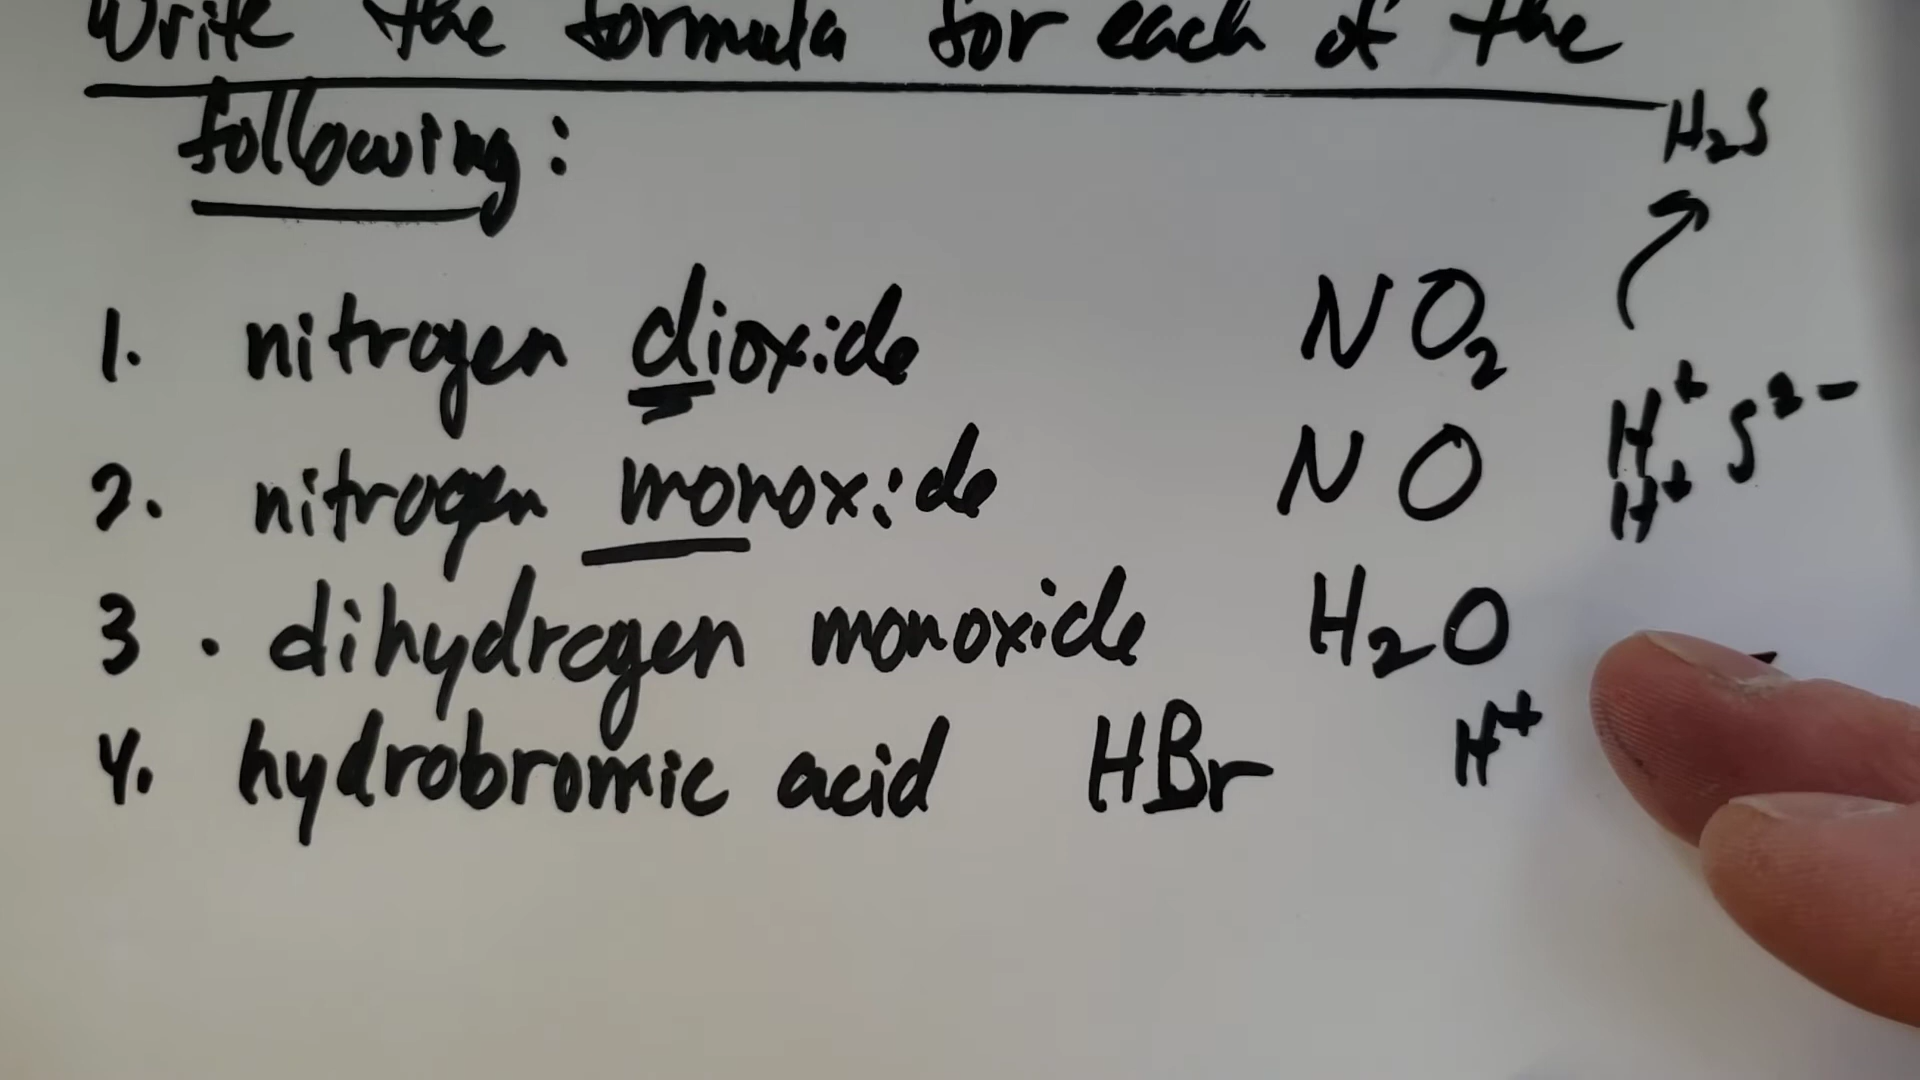 Write the formula for each of the
following:
H₂S
1. nitrogen dioxide NO₂
H⁺ S²⁻
2. nitrogen monoxide NO
H⁺
3. dihydrogen monoxide H₂O
4. hydrobromic acid HBr H⁺